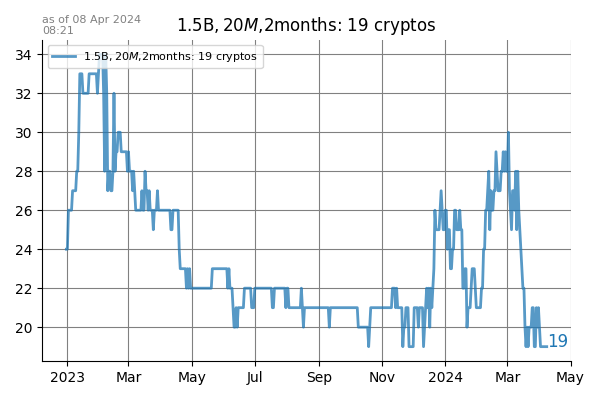 as of 08 Apr 2024
08:21
1.5B, 20M,2months: 19 cryptos
1.5B, 20M,2months: 19 cryptos
34
32
30
28
26
24
22
20
19
2023 Mar May Jul Sep Nov 2024 Mar May